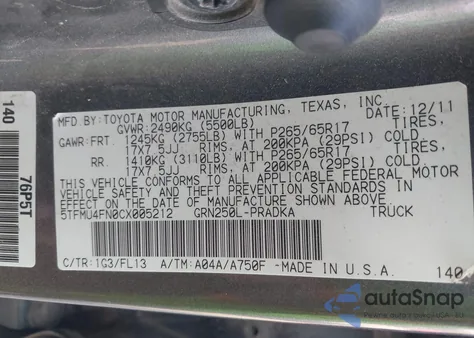 MFD.BY:TOYOTA MOTOR MANUFACTURING, TEXAS, INC.
GVWR:2490KG (5500LB) DATE: 12/11
GAWR:FRT. 1245KG (2755LB) WITH P265/65R17 TIRES,
17X7.5JJ RIMS, AT 200KPA (29PSI) COLD.
RR. 1410KG (3110LB) WITH P265/65R17 TIRES,
17X7.5JJ RIMS, AT 200KPA (29PSI) COLD.
THIS VEHICLE CONFORMS TO ALL APPLICABLE FEDERAL MOTOR
VEHICLE SAFETY AND THEFT PREVENTION STANDARDS IN
EFFECT ON THE DATE OF MANUFACTURE SHOWN ABOVE.
5TFMU4FN0CX005212 GRN250L-PRADKA TRUCK
C/TR:1G3/FL13 A/TM:A04A/A750F -MADE IN U.S.A. 140
140
76P5T
autoSnap